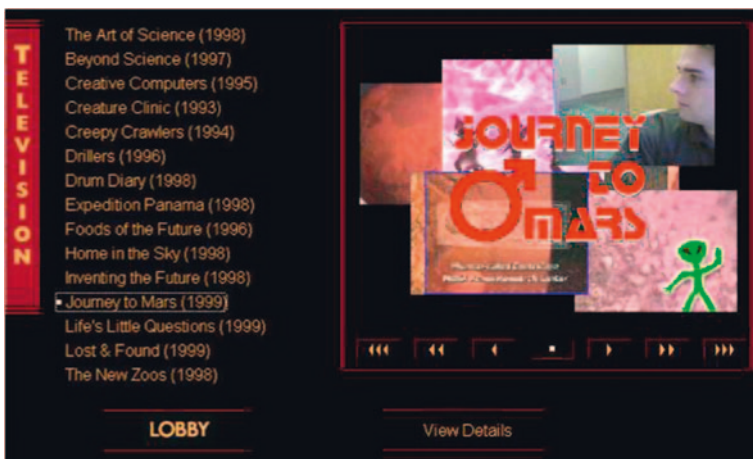 TELEVISION
The Art of Science (1998)
Beyond Science (1997)
Creative Computers (1995)
Creature Clinic (1993)
Creepy Crawlers (1994)
Drillers (1996)
Drum Diary (1998)
Expedition Panama (1998)
Foods of the Future (1996)
Home in the Sky (1998)
Inventing the Future (1998)
Journey to Mars (1999)
Life's Little Questions (1999)
Lost & Found (1999)
The New Zoos (1998)
JOURNEY
TO
MARS
LOBBY
View Details